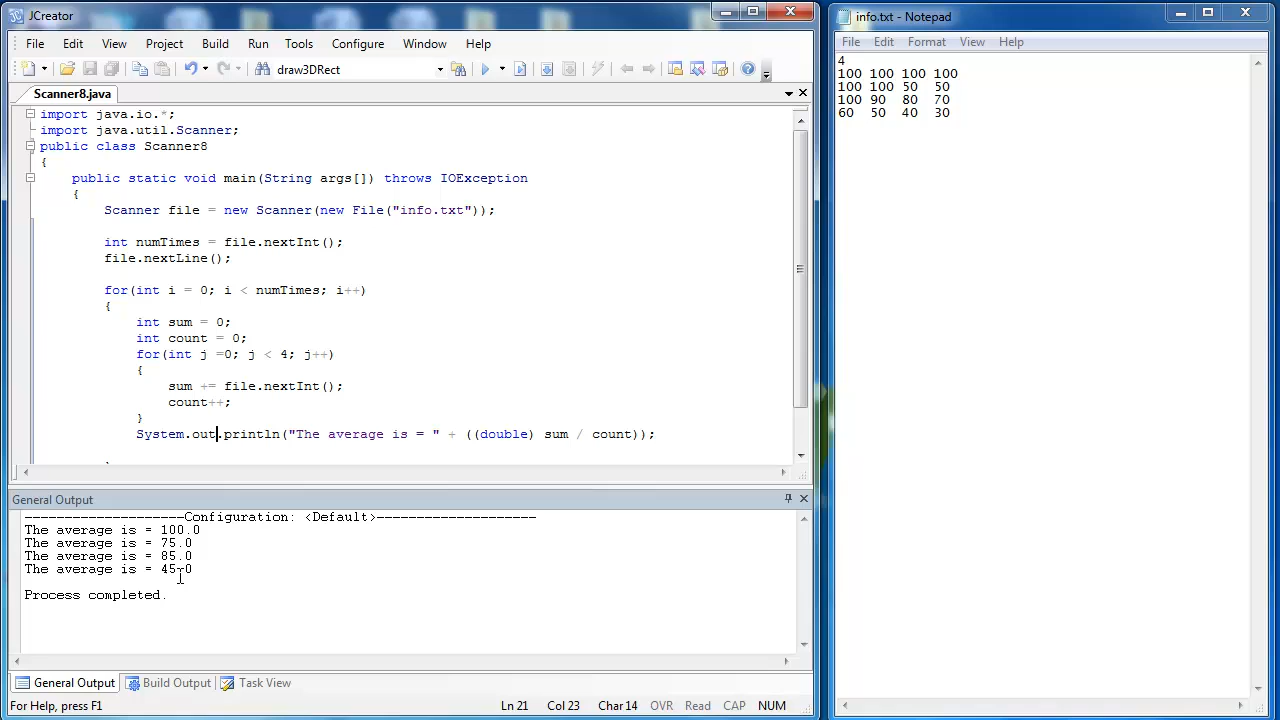 JCreator
File Edit View Project Build Run Tools Configure Window Help
draw3DRect
Scanner8.java
import java.io.*;
import java.util.Scanner;
public class Scanner8
{
public static void main(String args[]) throws IOException
{
Scanner file = new Scanner(new File("info.txt"));
int numTimes = file.nextInt();
file.nextLine();
for(int i = 0; i < numTimes; i++)
{
int sum = 0;
int count = 0;
for(int j =0; j < 4; j++)
{
sum += file.nextInt();
count++;
}
System.out.println("The average is = " + ((double) sum / count));
}
General Output
--------------------Configuration: <Default>--------------------
The average is = 100.0
The average is = 75.0
The average is = 85.0
The average is = 45.0
Process completed.
General Output Build Output Task View
For Help, press F1 Ln 21 Col 23 Char 14 OVR Read CAP NUM
info.txt - Notepad
File Edit Format View Help
4
100 100 100 100
100 100 50 50
100 90 80 70
60 50 40 30